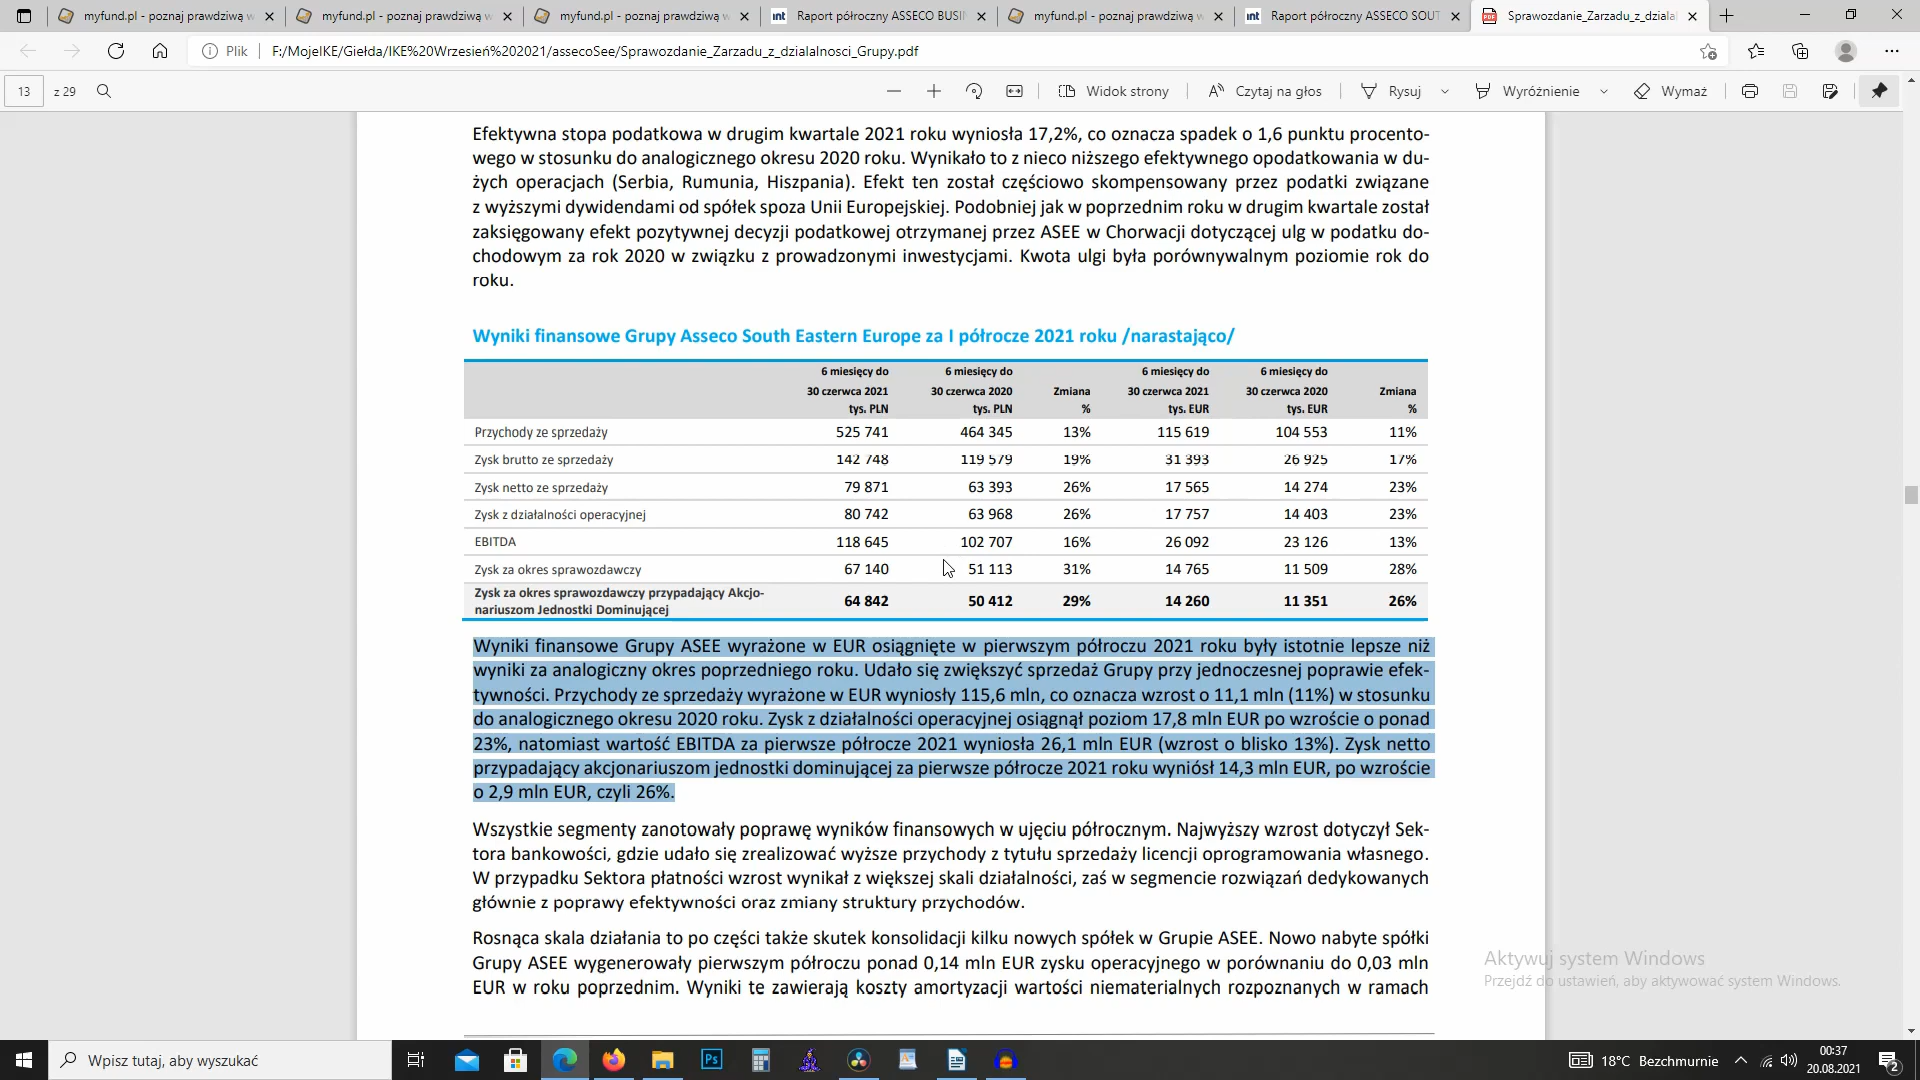 myfund.pl - poznaj prawdziwą w
myfund.pl - poznaj prawdziwą w
myfund.pl - poznaj prawdziwą w
int Raport półroczny ASSECO BUSI
myfund.pl - poznaj prawdziwą w
int Raport półroczny ASSECO SOUT
Sprawozdanie_Zarzadu_z_dziala
Plik F:/MojeIKE/Giełda/IKE%20Wrzesień%202021/assecoSee/Sprawozdanie_Zarzadu_z_dzialalnosci_Grupy.pdf
13 z 29 Widok strony Czytaj na głos Rysuj Wyróżnienie Wymaż
Efektywna stopa podatkowa w drugim kwartale 2021 roku wyniosła 17,2%, co oznacza spadek o 1,6 punktu procento-
wego w stosunku do analogicznego okresu 2020 roku. Wynikało to z nieco niższego efektywnego opodatkowania w du-
żych operacjach (Serbia, Rumunia, Hiszpania). Efekt ten został częściowo skompensowany przez podatki związane
z wyższymi dywidendami od spółek spoza Unii Europejskiej. Podobniej jak w poprzednim roku w drugim kwartale został
zaksięgowany efekt pozytywnej decyzji podatkowej otrzymanej przez ASEE w Chorwacji dotyczącej ulg w podatku do-
chodowym za rok 2020 w związku z prowadzonymi inwestycjami. Kwota ulgi była porównywalnym poziomie rok do
roku.
Wyniki finansowe Grupy Asseco South Eastern Europe za I półrocze 2021 roku /narastająco/
6 miesięcy do 6 miesięcy do 6 miesięcy do 6 miesięcy do
30 czerwca 2021 30 czerwca 2020 Zmiana 30 czerwca 2021 30 czerwca 2020 Zmiana
tys. PLN tys. PLN % tys. EUR tys. EUR %
Przychody ze sprzedaży 525 741 464 345 13% 115 619 104 553 11%
Zysk brutto ze sprzedaży 142 748 119 579 19% 31 393 26 925 17%
Zysk netto ze sprzedaży 79 871 63 393 26% 17 565 14 274 23%
Zysk z działalności operacyjnej 80 742 63 968 26% 17 757 14 403 23%
EBITDA 118 645 102 707 16% 26 092 23 126 13%
Zysk za okres sprawozdawczy 67 140 51 113 31% 14 765 11 509 28%
Zysk za okres sprawozdawczy przypadający Akcjo-
nariuszom Jednostki Dominującej 64 842 50 412 29% 14 260 11 351 26%
Wyniki finansowe Grupy ASEE wyrażone w EUR osiągnięte w pierwszym półroczu 2021 roku były istotnie lepsze niż
wyniki za analogiczny okres poprzedniego roku. Udało się zwiększyć sprzedaż Grupy przy jednoczesnej poprawie efek-
tywności. Przychody ze sprzedaży wyrażone w EUR wyniosły 115,6 mln, co oznacza wzrost o 11,1 mln (11%) w stosunku
do analogicznego okresu 2020 roku. Zysk z działalności operacyjnej osiągnął poziom 17,8 mln EUR po wzroście o ponad
23%, natomiast wartość EBITDA za pierwsze półrocze 2021 wyniosła 26,1 mln EUR (wzrost o blisko 13%). Zysk netto
przypadający akcjonariuszom jednostki dominującej za pierwsze półrocze 2021 roku wyniósł 14,3 mln EUR, po wzroście
o 2,9 mln EUR, czyli 26%.
Wszystkie segmenty zanotowały poprawę wyników finansowych w ujęciu półrocznym. Najwyższy wzrost dotyczył Sek-
tora bankowości, gdzie udało się zrealizować wyższe przychody z tytułu sprzedaży licencji oprogramowania własnego.
W przypadku Sektora płatności wzrost wynikał z większej skali działalności, zaś w segmencie rozwiązań dedykowanych
głównie z poprawy efektywności oraz zmiany struktury przychodów.
Rosnąca skala działania to po części także skutek konsolidacji kilku nowych spółek w Grupie ASEE. Nowo nabyte spółki
Grupy ASEE wygenerowały pierwszym półroczu ponad 0,14 mln EUR zysku operacyjnego w porównaniu do 0,03 mln
EUR w roku poprzednim. Wyniki te zawierają koszty amortyzacji wartości niematerialnych rozpoznanych w ramach
Aktywuj system Windows
Przejdź do ustawień, aby aktywować system Windows.
Wpisz tutaj, aby wyszukać
Ps
18°C Bezchmurnie
00:37
20.08.2021
2